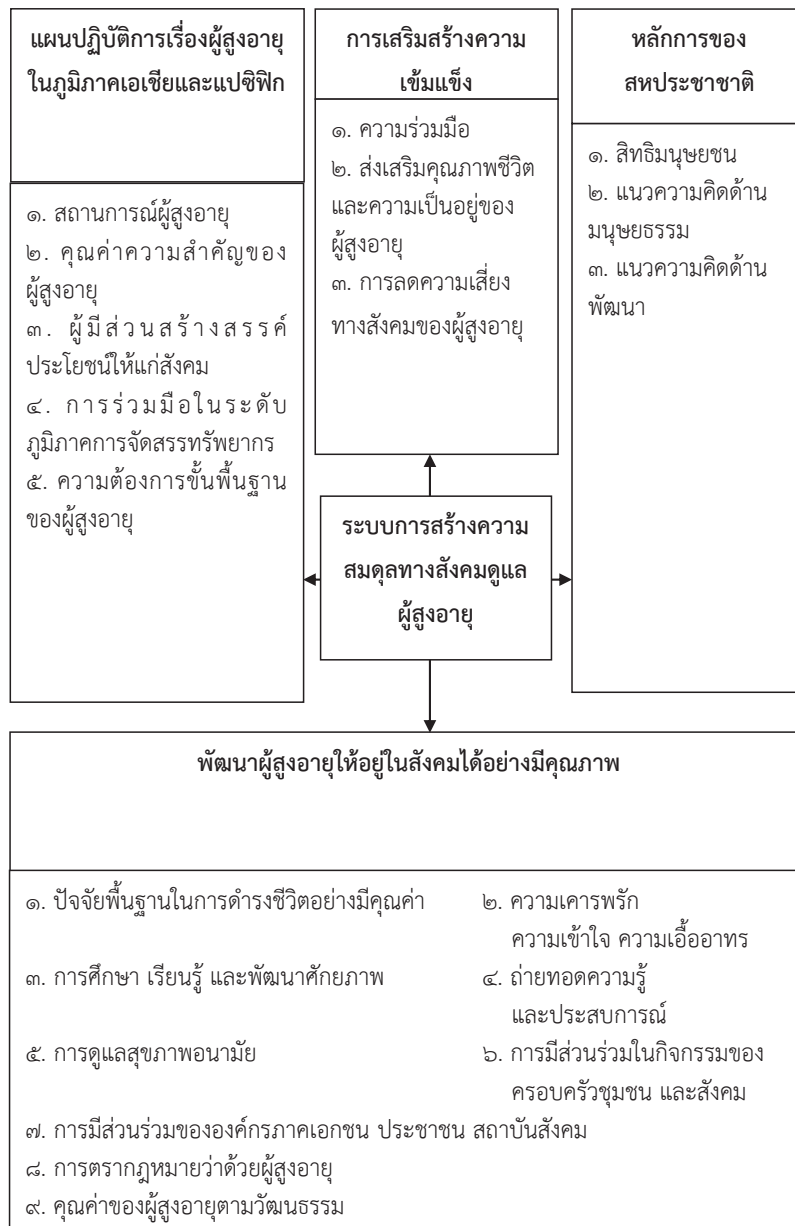 แผนปฏิบัติการเรื่องผู้สูงอายุ
ในภูมิภาคเอเชียและแปซิฟิก
๑. สถานการณ์ผู้สูงอายุ
๒. คุณค่าความสำคัญของ
ผู้สูงอายุ
๓. ผู้มีส่วนสร้างสรรค์
ประโยชน์ให้แก่สังคม
๔. การร่วมมือในระดับ
ภูมิภาคการจัดสรรทรัพยากร
๕. ความต้องการขั้นพื้นฐาน
ของผู้สูงอายุ
การเสริมสร้างความ
เข้มแข็ง
๑. ความร่วมมือ
๒. ส่งเสริมคุณภาพชีวิต
และความเป็นอยู่ของ
ผู้สูงอายุ
๓. การลดความเสี่ยง
ทางสังคมของผู้สูงอายุ
หลักการของ
สหประชาชาติ
๑. สิทธิมนุษยชน
๒. แนวความคิดด้าน
มนุษยธรรม
๓. แนวความคิดด้าน
พัฒนา
ระบบการสร้างความ
สมดุลทางสังคมดูแล
ผู้สูงอายุ
พัฒนาผู้สูงอายุให้อยู่ในสังคมได้อย่างมีคุณภาพ
๑. ปัจจัยพื้นฐานในการดำรงชีวิตอย่างมีคุณค่า
๒. ความเคารพรัก
ความเข้าใจ ความเอื้ออาทร
๓. การศึกษา เรียนรู้ และพัฒนาศักยภาพ
๔. ถ่ายทอดความรู้
และประสบการณ์
๕. การดูแลสุขภาพอนามัย
๖. การมีส่วนร่วมในกิจกรรมของ
ครอบครัวชุมชน และสังคม
๗. การมีส่วนร่วมขององค์กรภาคเอกชน ประชาชน สถาบันสังคม
๘. การตรากฎหมายว่าด้วยผู้สูงอายุ
๙. คุณค่าของผู้สูงอายุตามวัฒนธรรม